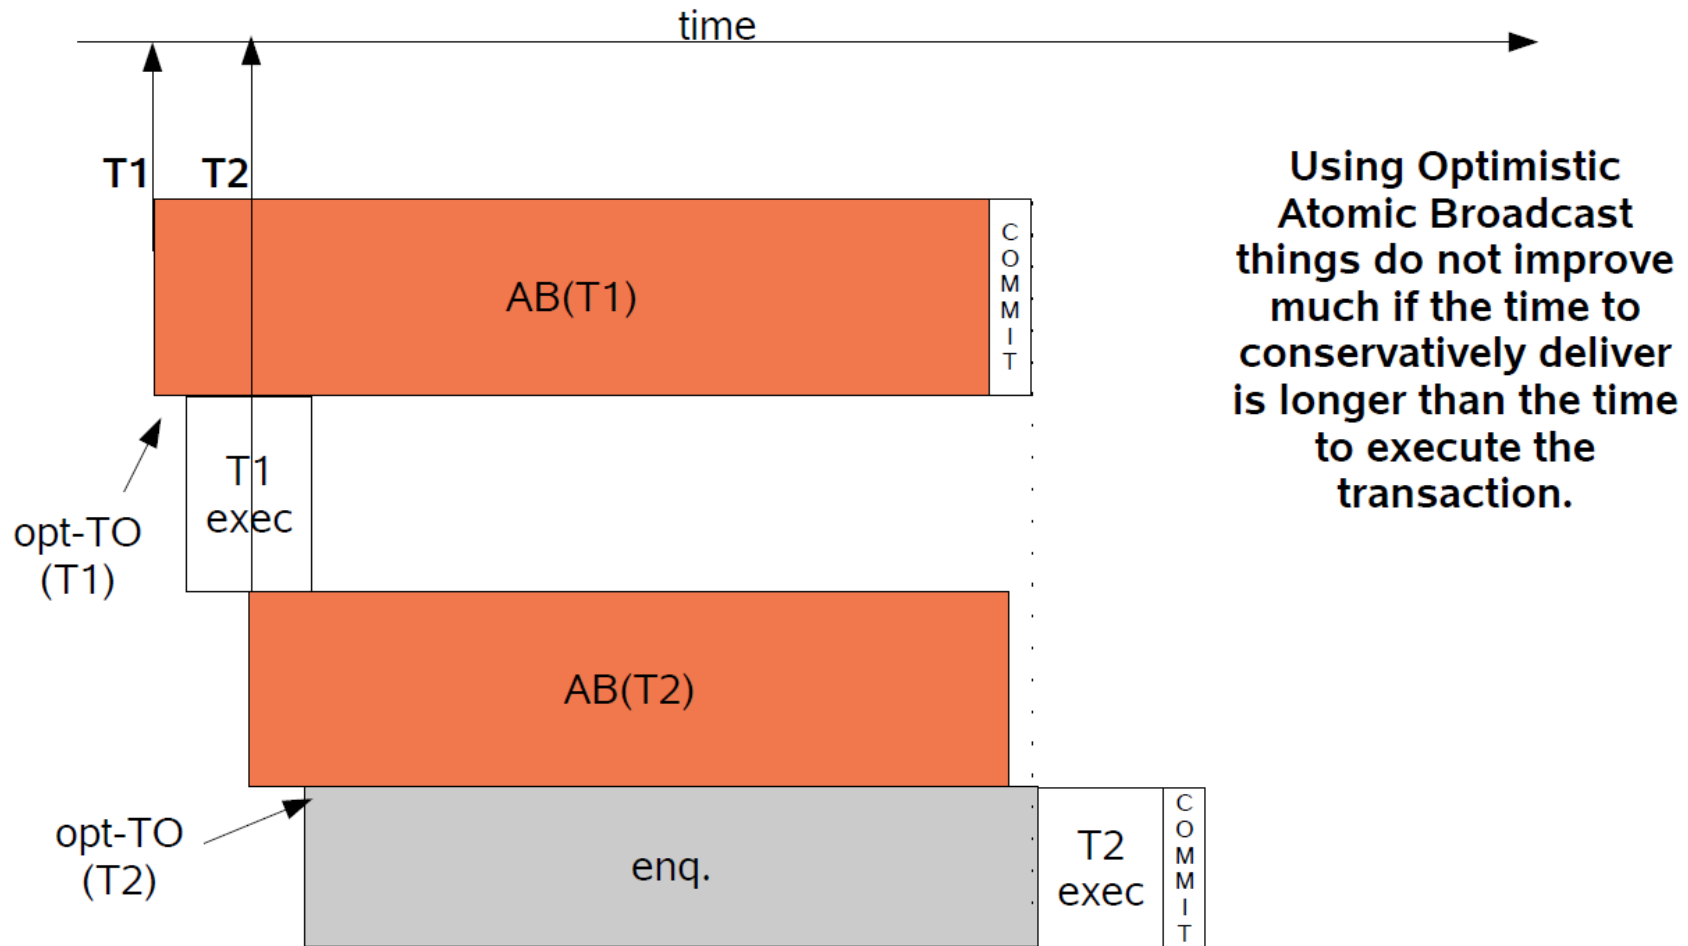 time
T1
T2
Using Optimistic
Atomic Broadcast
things do not improve
much if the time to
conservatively deliver
is longer than the time
to execute the
transaction.
AB(T1)
COMMIT
T1
exec
opt-TO
(T1)
AB(T2)
opt-TO
(T2)
enq.
T2
exec
COMMIT